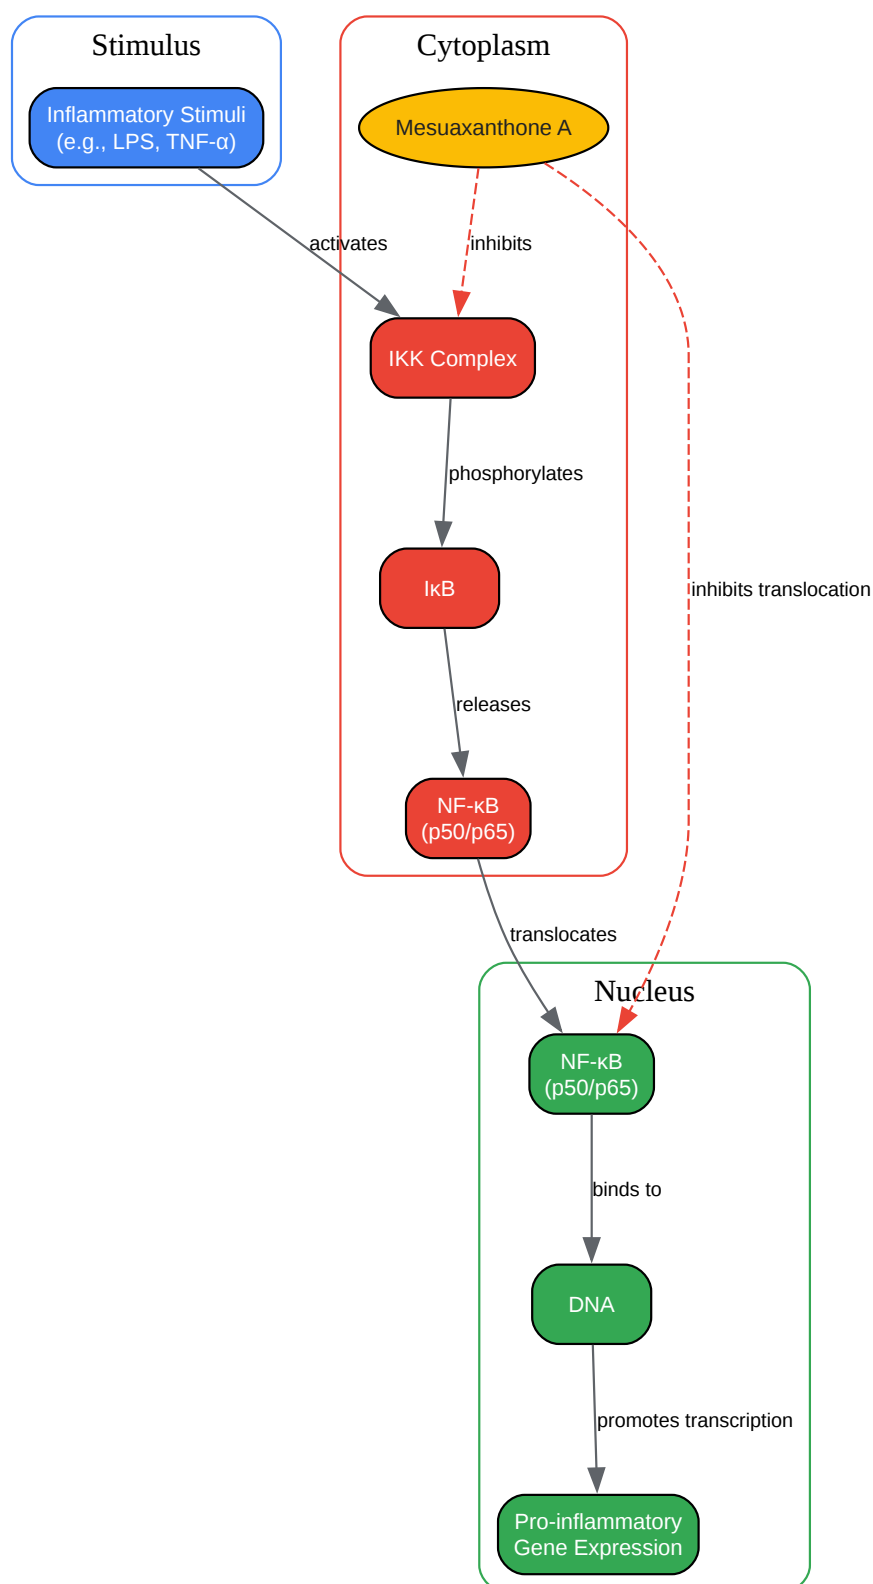 Stimulus
Cytoplasm
Inflammatory Stimuli
(e.g., LPS, TNF-α)
Mesuaxanthone A
activates
inhibits
IKK Complex
phosphorylates
IκB
inhibits translocation
releases
NF-κB
(p50/p65)
translocates
Nucleus
NF-κB
(p50/p65)
binds to
DNA
promotes transcription
Pro-inflammatory
Gene Expression